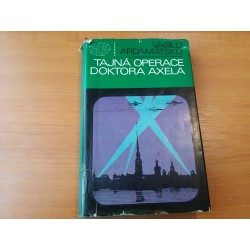 VASILIJ
ARDAMATSKIJ
TAJNÁ OPERACE
DOKTORA AXELA